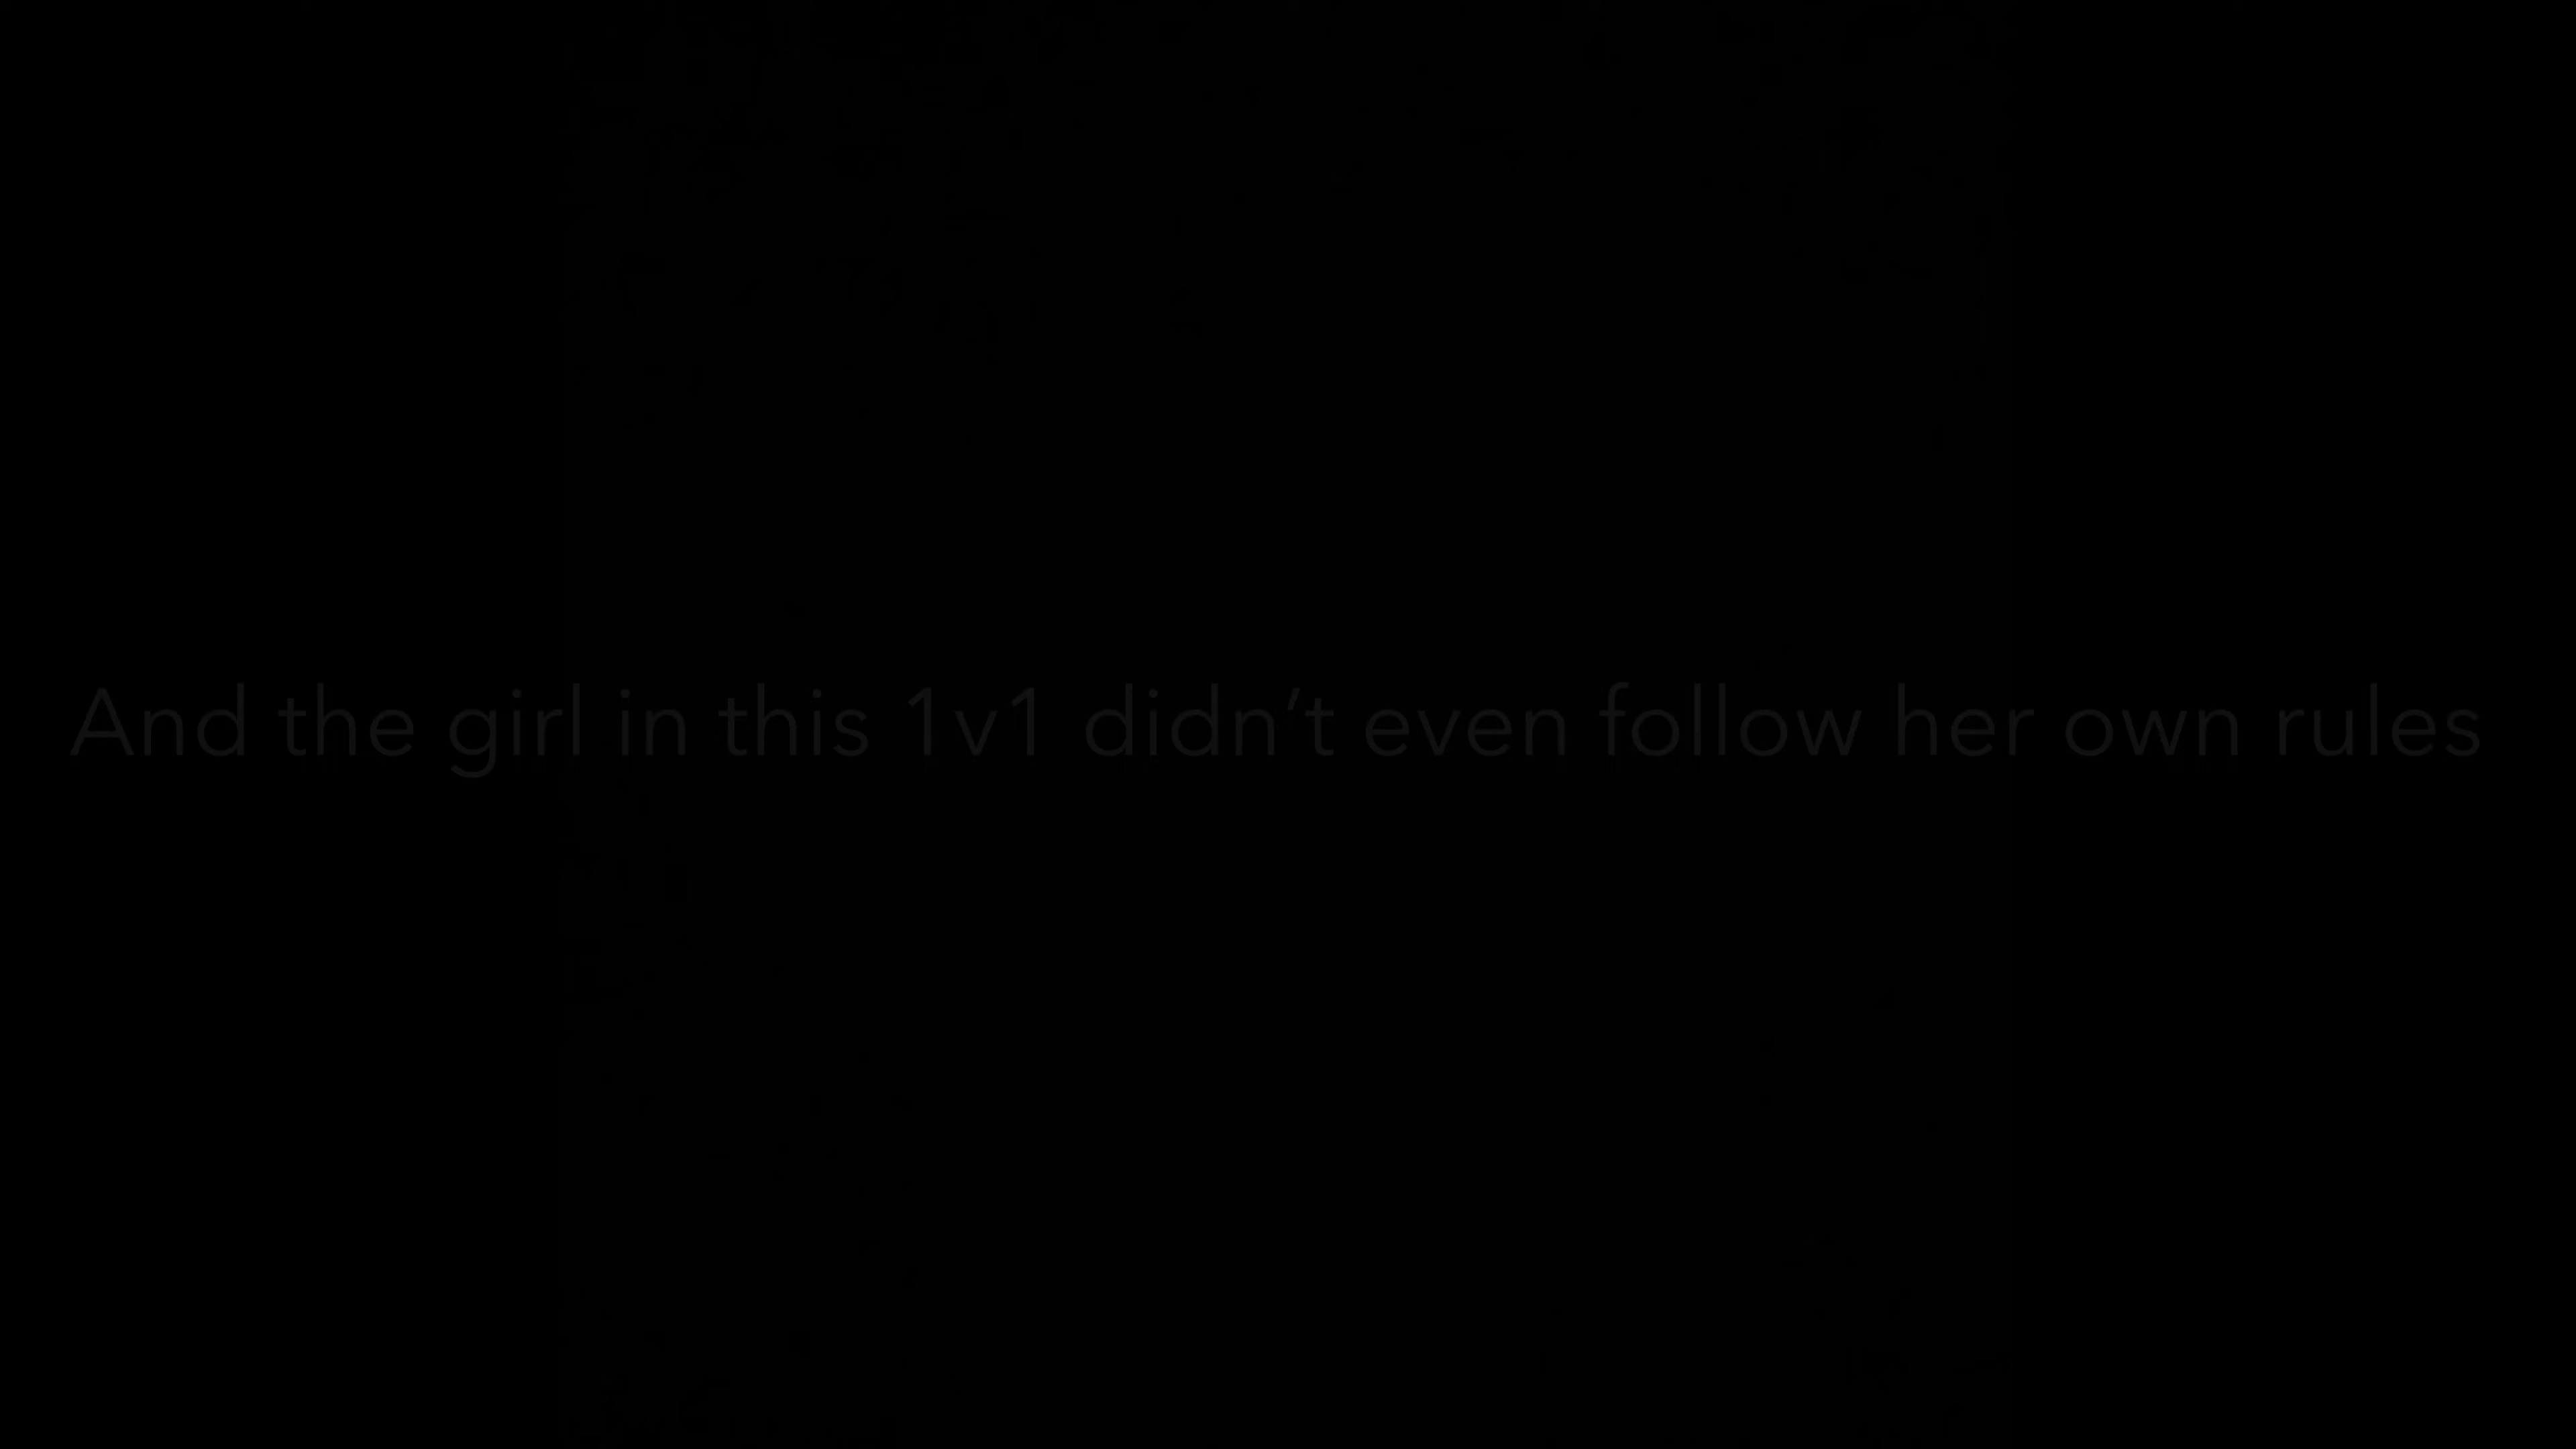 And the girl in this 1v1 didn’t even follow her own rules